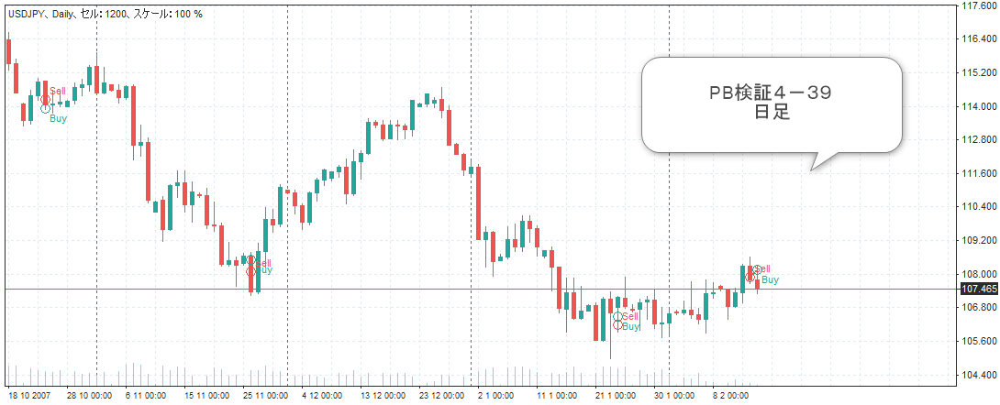 USDJPY、Daily、セル: 1200、スケール: 100 %
117.600
116.400
115.200
114.000
112.800
111.600
110.400
109.200
108.000
107.465
106.800
105.600
104.400
PB検証４－39
日足
Sell
Buy
Sell
Buy
Sell
Buy
Sell
Buy
18 10 2007
28 10 00:00
6 11 00:00
15 11 00:00
25 11 00:00
4 12 00:00
13 12 00:00
23 12 00:00
2 1 00:00
11 1 00:00
21 1 00:00
30 1 00:00
8 2 00:00